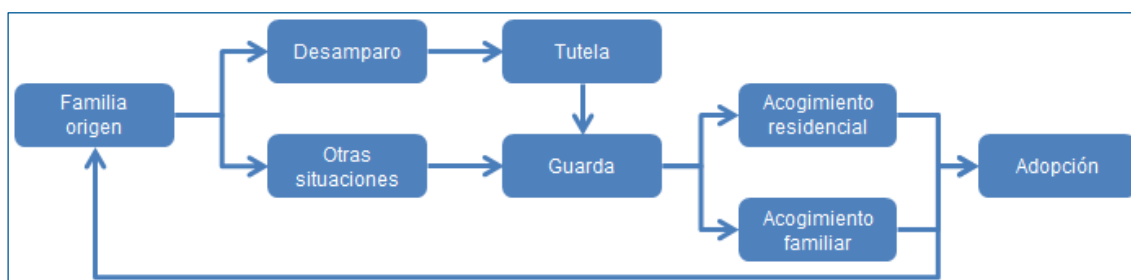 Familia
origen
Desamparo
Tutela
Otras
situaciones
Guarda
Acogimiento
residencial
Acogimiento
familiar
Adopción